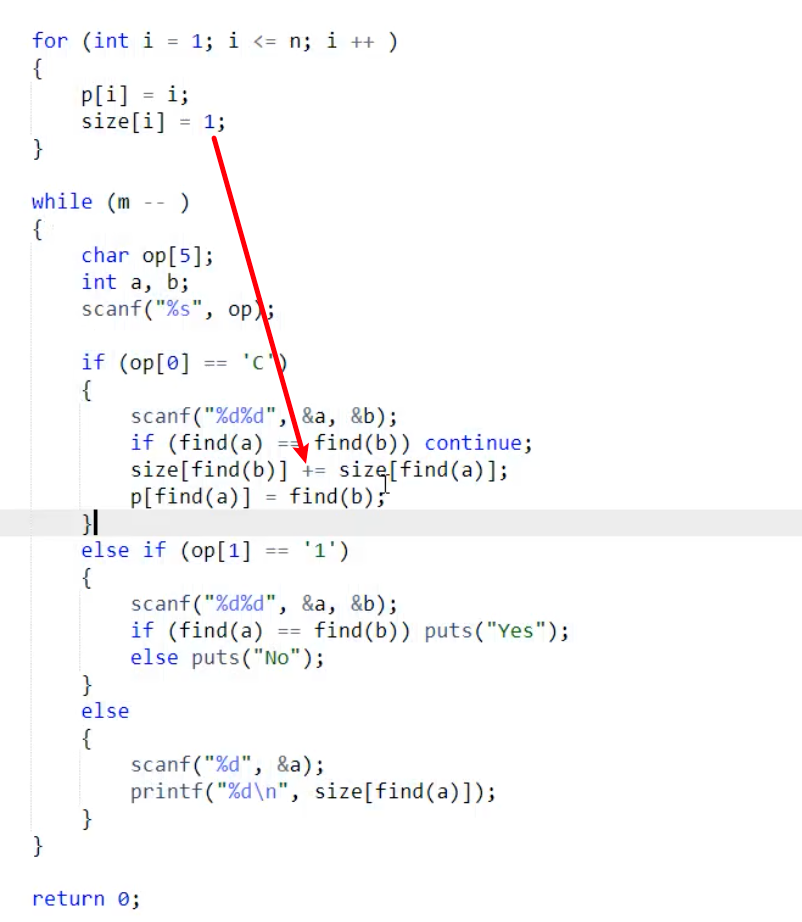 for (int i = 1; i <= n; i ++ )
{
    p[i] = i;
    size[i] = 1;
}

while (m -- )
{
    char op[5];
    int a, b;
    scanf("%s", op);

    if (op[0] == 'C')
    {
        scanf("%d%d", &a, &b);
        if (find(a) == find(b)) continue;
        size[find(b)] += size[find(a)];
        p[find(a)] = find(b);
    }
    else if (op[1] == '1')
    {
        scanf("%d%d", &a, &b);
        if (find(a) == find(b)) puts("Yes");
        else puts("No");
    }
    else
    {
        scanf("%d", &a);
        printf("%d\n", size[find(a)]);
    }
}

return 0;